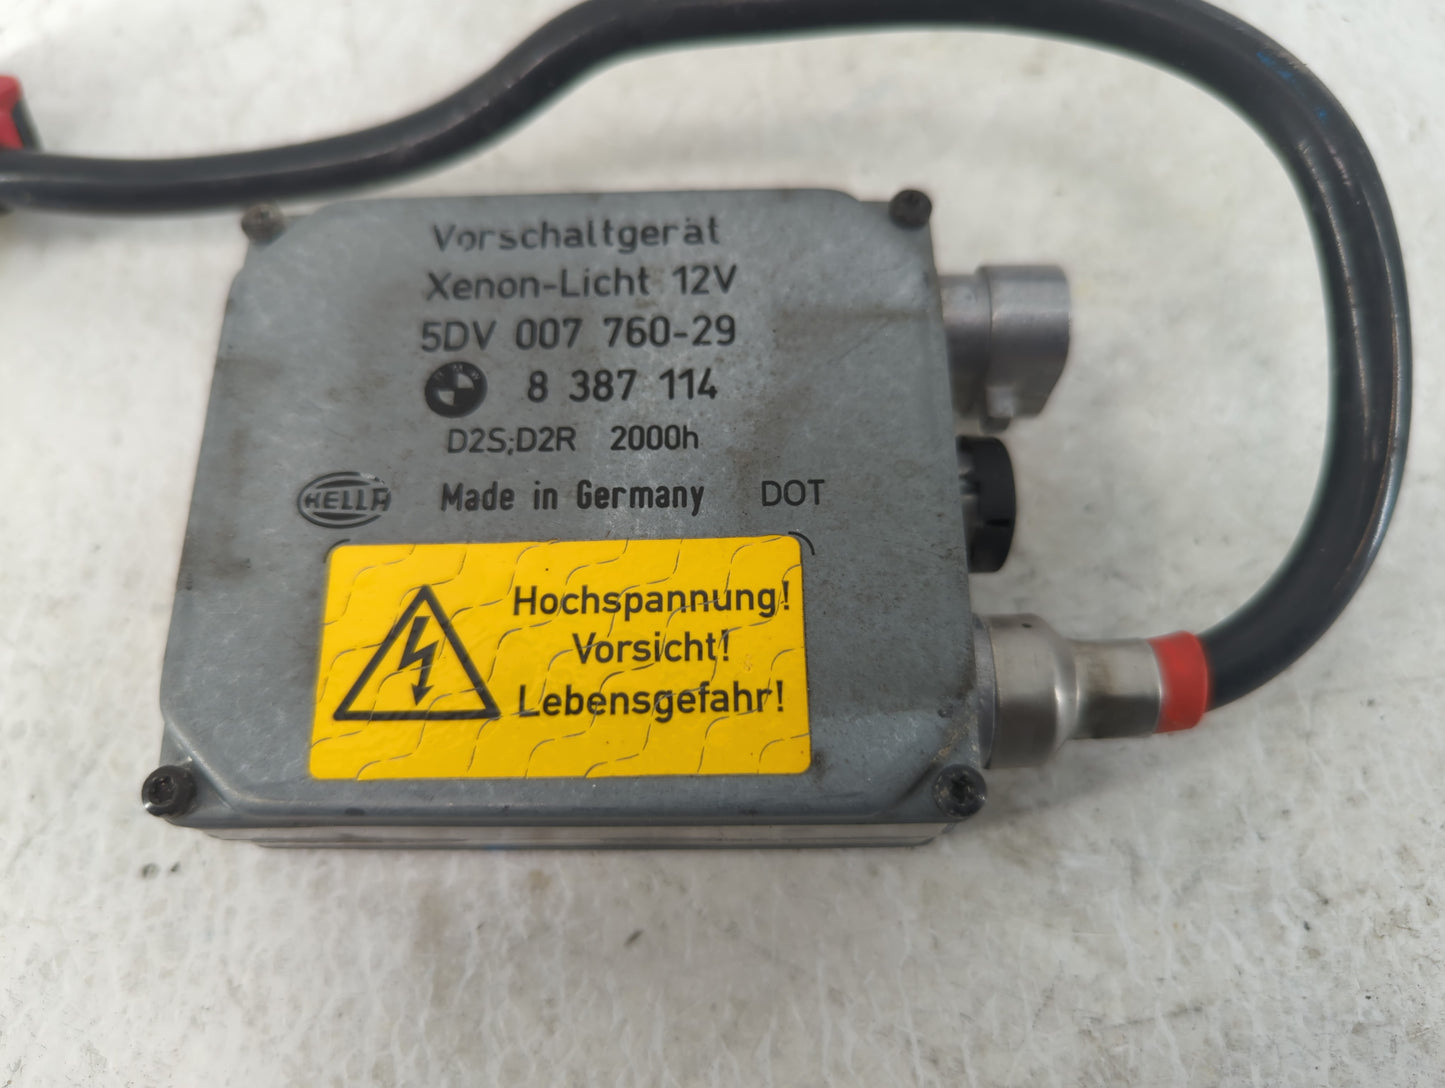 Vorschaltgerät
Xenon-Licht 12V
5DV 007 760-29
8 387 114
D2S;D2R 2000h
HELLA Made in Germany DOT
Hochspannung!
Vorsicht!
Lebensgefahr!